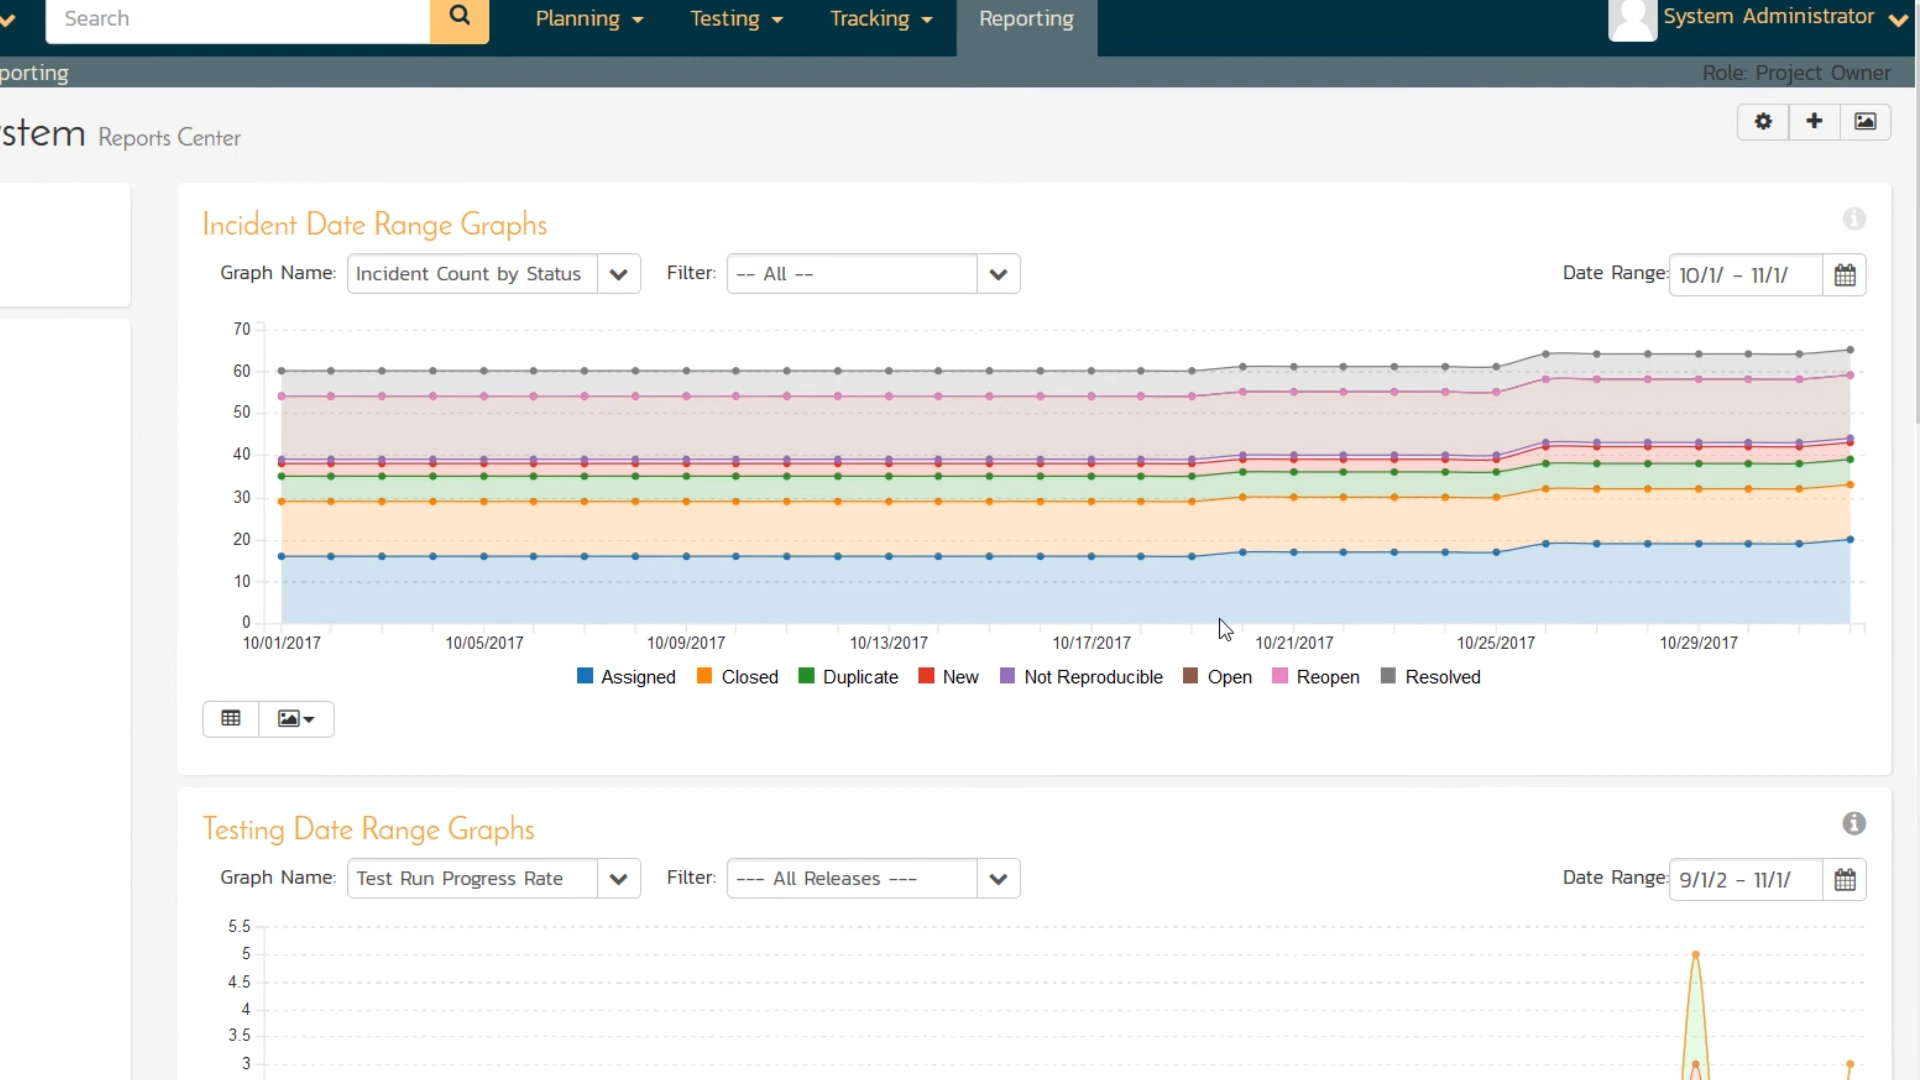 Search
Planning
Testing
Tracking
Reporting
System Administrator
porting
Role: Project Owner
stem Reports Center
Incident Date Range Graphs
Graph Name: Incident Count by Status Filter: -- All -- Date Range: 10/1/ - 11/1/
70
60
50
40
30
20
10
0
10/01/2017 10/05/2017 10/09/2017 10/13/2017 10/17/2017 10/21/2017 10/25/2017 10/29/2017
Assigned Closed Duplicate New Not Reproducible Open Reopen Resolved
Testing Date Range Graphs
Graph Name: Test Run Progress Rate Filter: --- All Releases --- Date Range: 9/1/2 - 11/1/
5.5
5
4.5
4
3.5
3